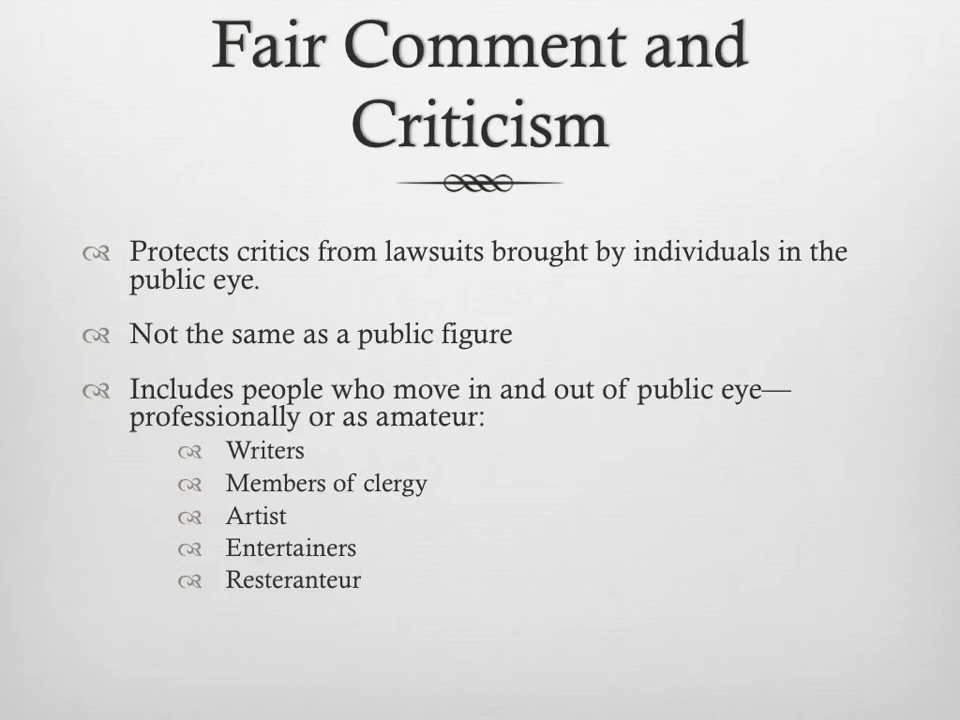 Fair Comment and
Criticism
Protects critics from lawsuits brought by individuals in the
public eye.
Not the same as a public figure
Includes people who move in and out of public eye—
professionally or as amateur:
Writers
Members of clergy
Artist
Entertainers
Resteranteur